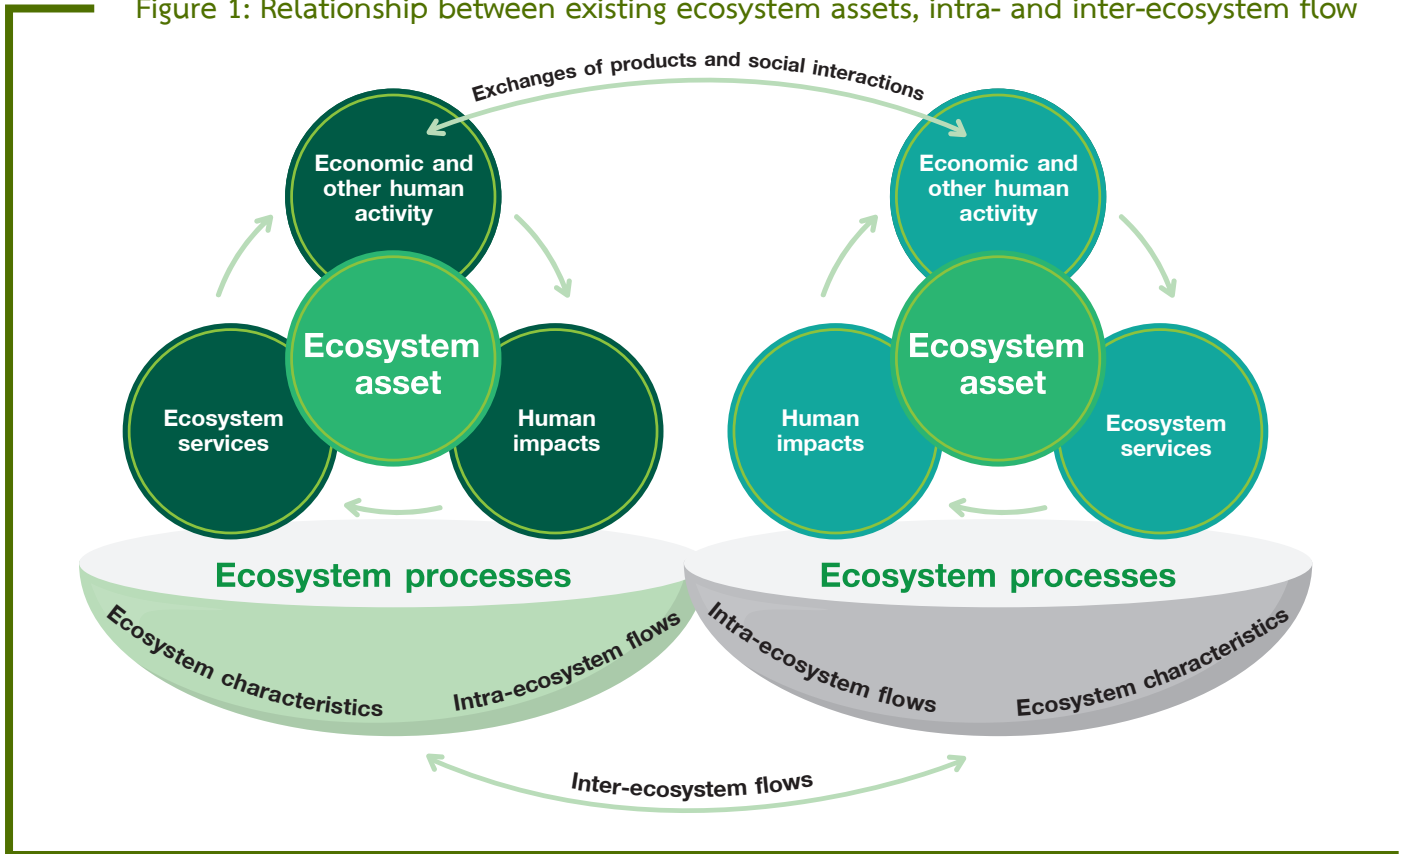 Figure 1: Relationship between existing ecosystem assets, intra- and inter-ecosystem flow
Exchanges of products and social interactions
Economic and
other human
activity
Ecosystem
asset
Ecosystem
services
Human
impacts
Ecosystem processes
Ecosystem characteristics
Intra-ecosystem flows
Economic and
other human
activity
Ecosystem
asset
Human
impacts
Ecosystem
services
Ecosystem processes
Intra-ecosystem flows
Ecosystem characteristics
Inter-ecosystem flows